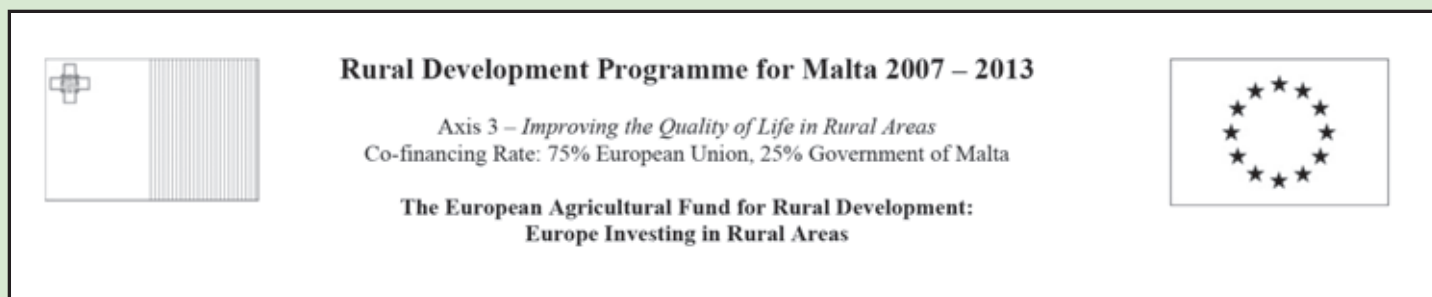 Rural Development Programme for Malta 2007 – 2013
Axis 3 – Improving the Quality of Life in Rural Areas
Co-financing Rate: 75% European Union, 25% Government of Malta
The European Agricultural Fund for Rural Development:
Europe Investing in Rural Areas